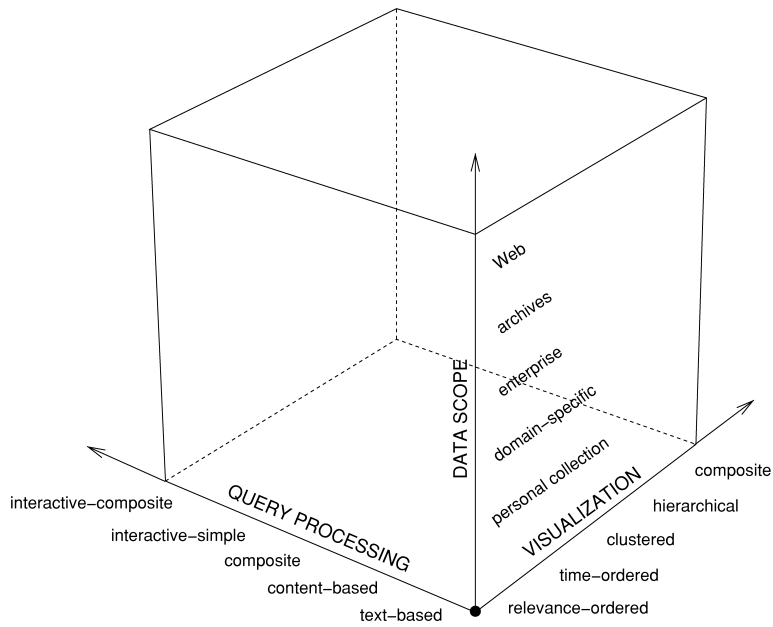 Web
archives
enterprise
domain−specific
personal collection
DATA SCOPE
VISUALIZATION
composite
hierarchical
clustered
time−ordered
relevance−ordered
QUERY PROCESSING
interactive−composite
interactive−simple
composite
content−based
text−based